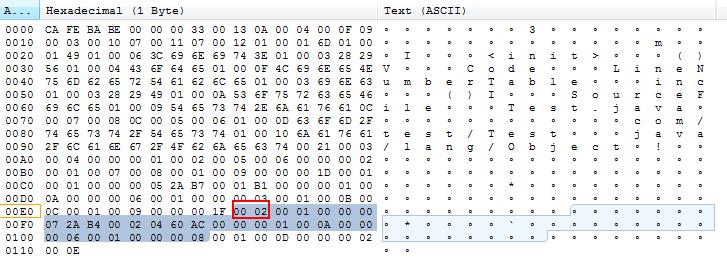 A... Hexadecimal (1 Byte) Text (ASCII)
0000 CA FE BA BE 00 00 00 33 00 13 0A 00 04 00 0F 09 ° ° ° ° ° ° ° 3 ° ° ° ° ° ° ° °
0010 00 03 00 10 07 00 11 07 00 12 01 00 01 6D 01 00 ° ° ° ° ° ° ° ° ° ° ° ° ° m ° °
0020 01 49 01 00 06 3C 69 6E 69 74 3E 01 00 03 28 29 ° I ° ° ° < i n i t > ° ° ° ( )
0030 56 01 00 04 43 6F 64 65 01 00 0F 4C 69 6E 65 4E V ° ° ° C o d e ° ° ° L i n e N
0040 75 6D 62 65 72 54 61 62 6C 65 01 00 03 69 6E 63 u m b e r T a b l e ° ° ° i n c
0050 01 00 03 28 29 49 01 00 0A 53 6F 75 72 63 65 46 ° ° ° ( ) I ° ° ° S o u r c e F
0060 69 6C 65 01 00 09 54 65 73 74 2E 6A 61 76 61 0C i l e ° ° ° T e s t . j a v a °
0070 00 07 00 08 0C 00 05 00 06 01 00 0D 63 6F 6D 2F ° ° ° ° ° ° ° ° ° ° ° ° c o m /
0080 74 65 73 74 2F 54 65 73 74 01 00 10 6A 61 76 61 t e s t / T e s t ° ° ° j a v a
0090 2F 6C 61 6E 67 2F 4F 62 6A 65 63 74 00 21 00 03 / l a n g / O b j e c t ° ! ° °
00A0 00 04 00 00 00 01 00 02 00 05 00 06 00 00 00 02 ° ° ° ° ° ° ° ° ° ° ° ° ° ° ° °
00B0 00 01 00 07 00 08 00 01 00 09 00 00 00 1D 00 01 ° ° ° ° ° ° ° ° ° ° ° ° ° ° ° °
00C0 00 01 00 00 00 05 2A B7 00 01 B1 00 00 00 01 00 ° ° ° ° ° ° * ° ° ° ° ° ° ° ° °
00D0 0A 00 00 00 06 00 01 00 00 00 03 00 01 00 0B 00 ° ° ° ° ° ° ° ° ° ° ° ° ° ° ° °
00E0 0C 00 01 00 09 00 00 00 1F 00 02 00 01 00 00 00 ° ° ° ° ° ° ° ° ° ° ° ° ° ° ° °
00F0 07 2A B4 00 02 04 60 AC 00 00 00 01 00 0A 00 00 ° * ° ° ° ° ` ° ° ° ° ° ° ° ° °
0100 00 06 00 01 00 00 00 08 00 01 00 0D 00 00 00 02 ° ° ° ° ° ° ° ° ° ° ° ° ° ° ° °
0110 00 0E ° °